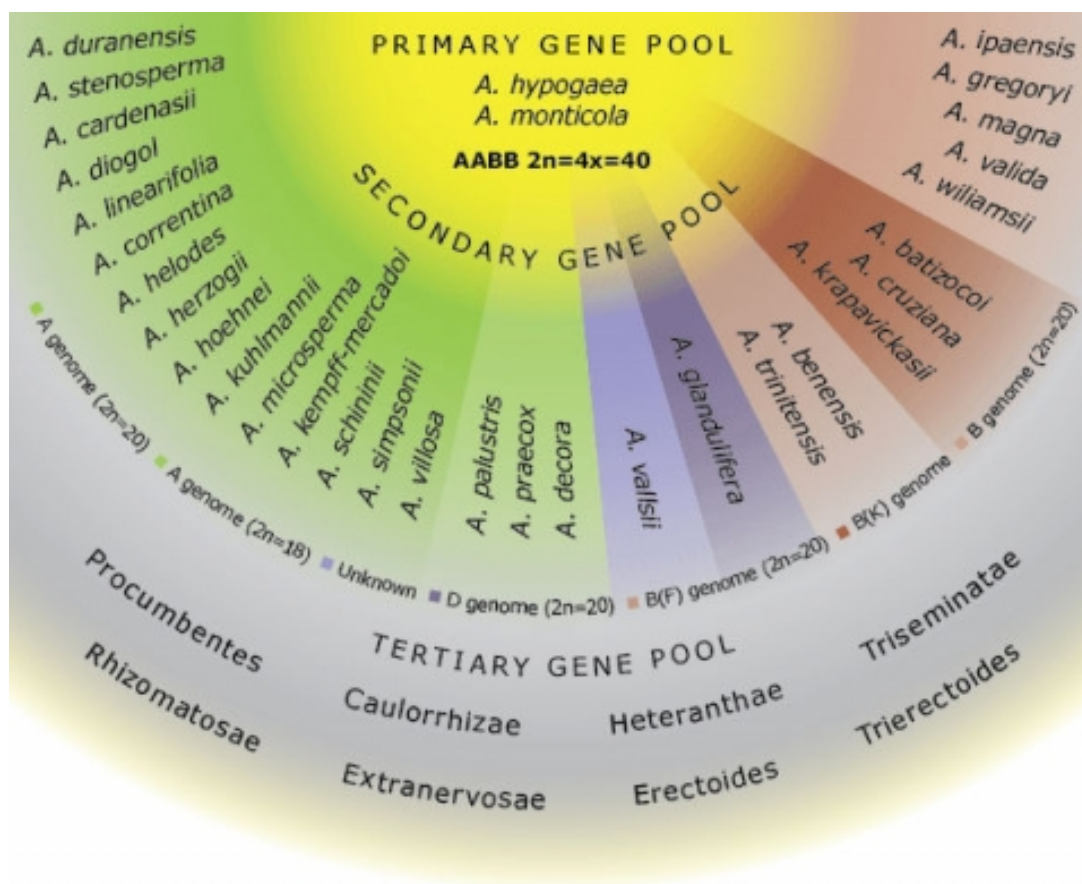 PRIMARY GENE POOL
A. hypogaea
A. monticola
AABB 2n=4x=40
SECONDARY GENE POOL
A. duranensis
A. stenosperma
A. cardenasii
A. diogol
A. linearifolia
A. correntina
A. helodes
A. herzogii
A. hoehnei
A. kuhlmannii
A. microsperma
A. kempff-mercadoi
A. schininii
A. simpsonii
A. villosa
A. palustris
A. praecox
A. decora
A. vallsii
A. glandulifera
A. trinitensis
A. benensis
A. krapavickasii
A. cruziana
A. batizocoi
A. ipaensis
A. gregoryi
A. magna
A. valida
A. wiliamsii
A genome (2n=20)
A genome (2n=18)
Unknown
D genome (2n=20)
B(F) genome (2n=20)
B(K) genome
B genome (2n=20)
TERTIARY GENE POOL
Procumbentes
Caulorrhizae
Heteranthae
Triseminatae
Rhizomatosae
Extranervosae
Erectoides
Trierectoides